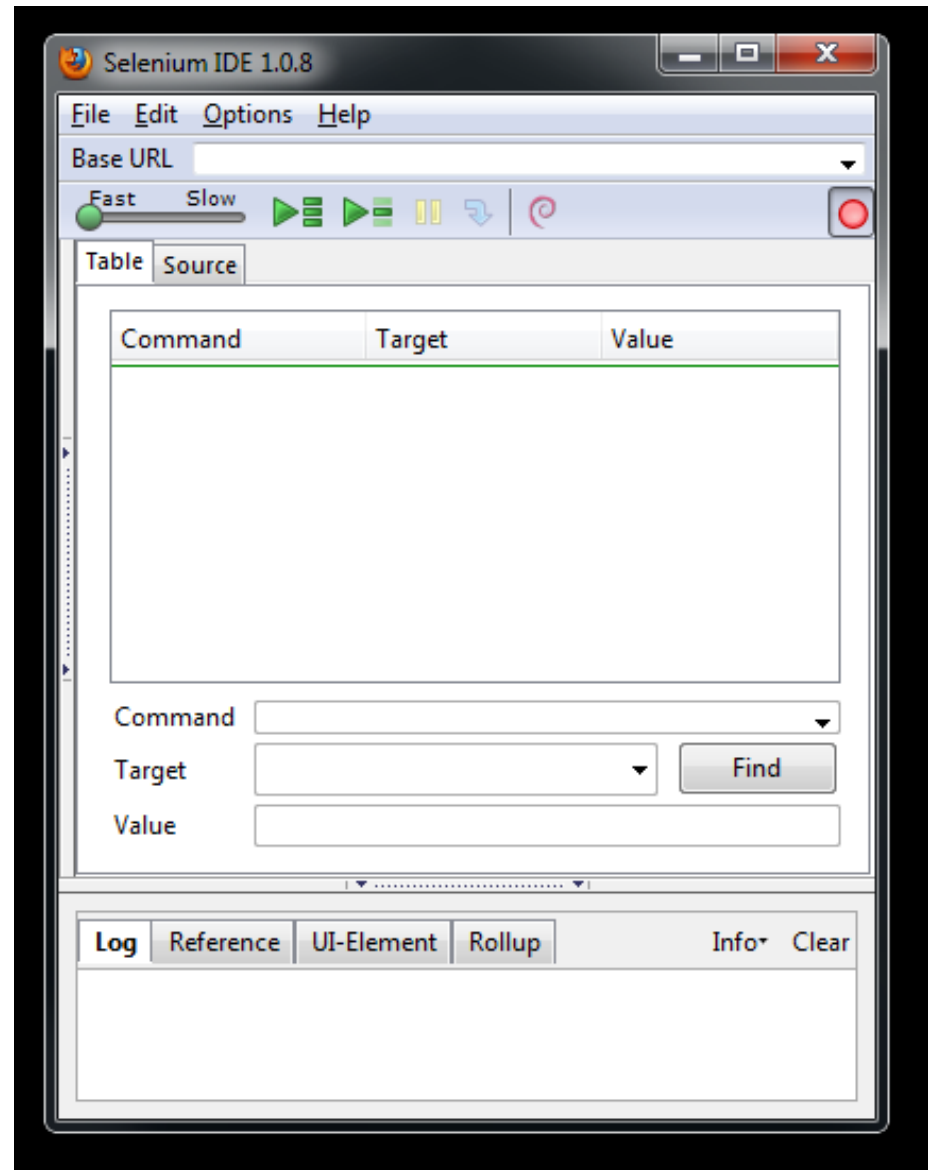 Selenium IDE 1.0.8
File Edit Options Help
Base URL
Fast Slow
Table Source
Command Target Value
Command
Target Find
Value
Log Reference UI-Element Rollup Info Clear